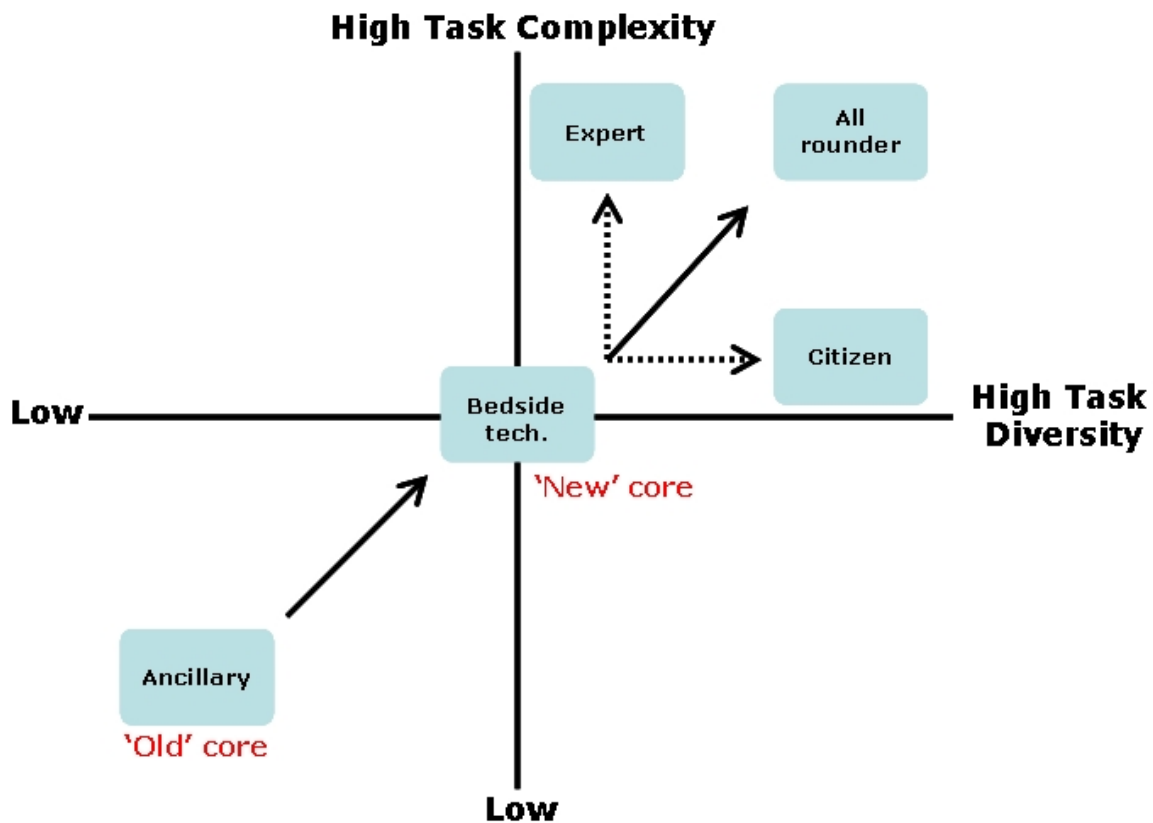 High Task Complexity
Expert
All
rounder
Citizen
Low
Bedside
tech.
High Task
Diversity
‘New’ core
Ancillary
‘Old’ core
Low